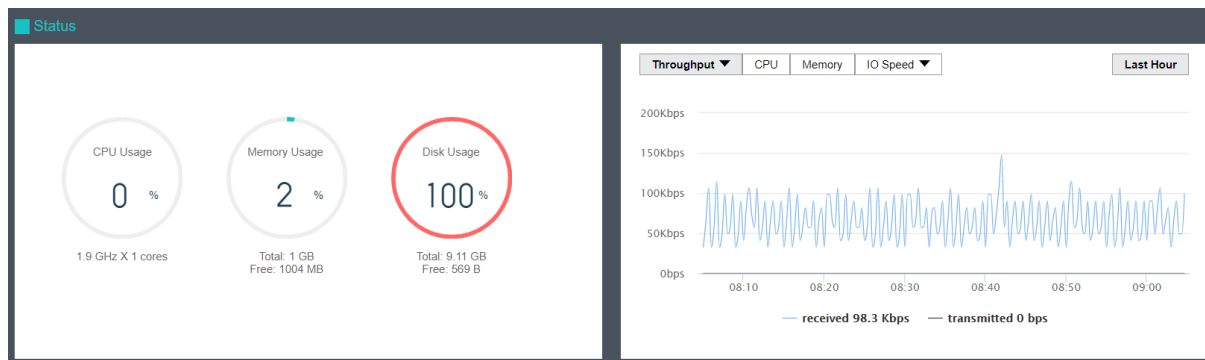 Status
CPU Usage
0 %
1.9 GHz X 1 cores
Memory Usage
2 %
Total: 1 GB
Free: 1004 MB
Disk Usage
100 %
Total: 9.11 GB
Free: 569 B
Throughput ▼ CPU Memory IO Speed ▼ Last Hour
200Kbps
150Kbps
100Kbps
50Kbps
0bps
08:10 08:20 08:30 08:40 08:50 09:00
received 98.3 Kbps transmitted 0 bps